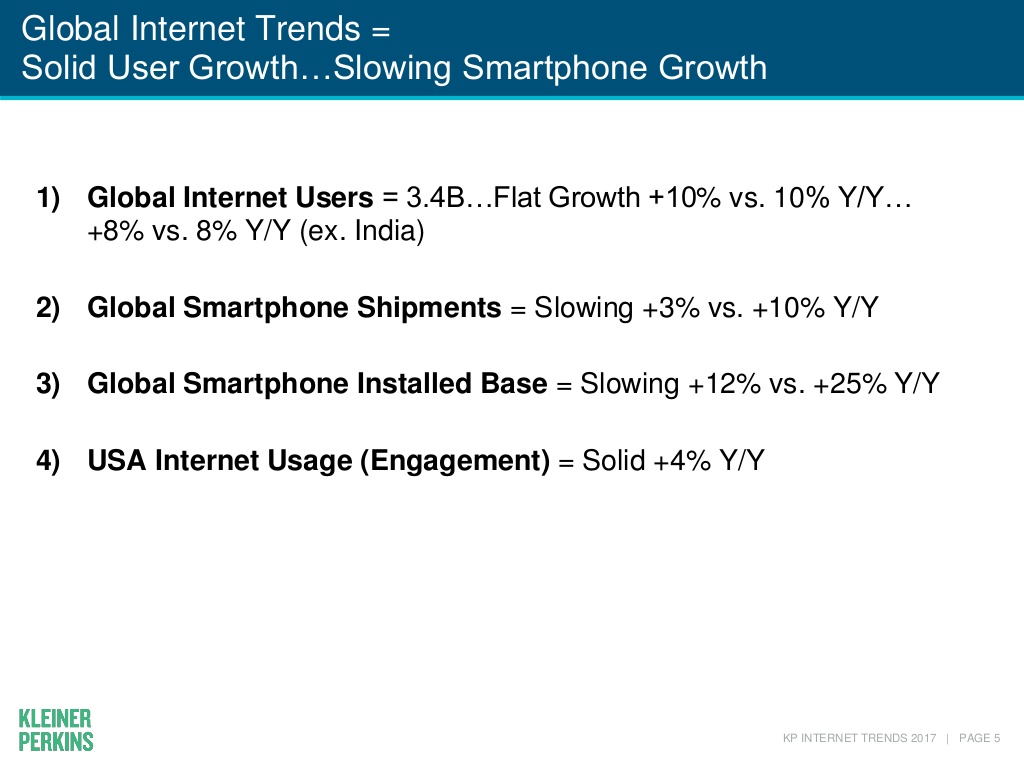 Global Internet Trends =
Solid User Growth…Slowing Smartphone Growth
1) Global Internet Users = 3.4B…Flat Growth +10% vs. 10% Y/Y…
+8% vs. 8% Y/Y (ex. India)
2) Global Smartphone Shipments = Slowing +3% vs. +10% Y/Y
3) Global Smartphone Installed Base = Slowing +12% vs. +25% Y/Y
4) USA Internet Usage (Engagement) = Solid +4% Y/Y
KLEINER
PERKINS
KP INTERNET TRENDS 2017 | PAGE 5